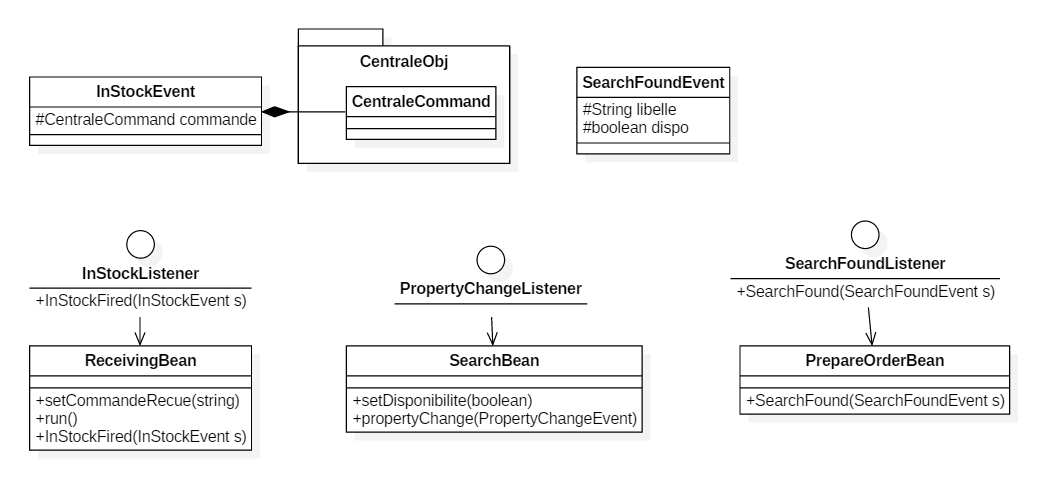 InStockEvent
#CentraleCommand commande
CentraleObj
CentraleCommand
SearchFoundEvent
#String libelle
#boolean dispo
InStockListener
+InStockFired(InStockEvent s)
PropertyChangeListener
SearchFoundListener
+SearchFound(SearchFoundEvent s)
ReceivingBean
+setCommandeRecue(string)
+run()
+InStockFired(InStockEvent s)
SearchBean
+setDisponibilite(boolean)
+propertyChange(PropertyChangeEvent)
PrepareOrderBean
+SearchFound(SearchFoundEvent s)